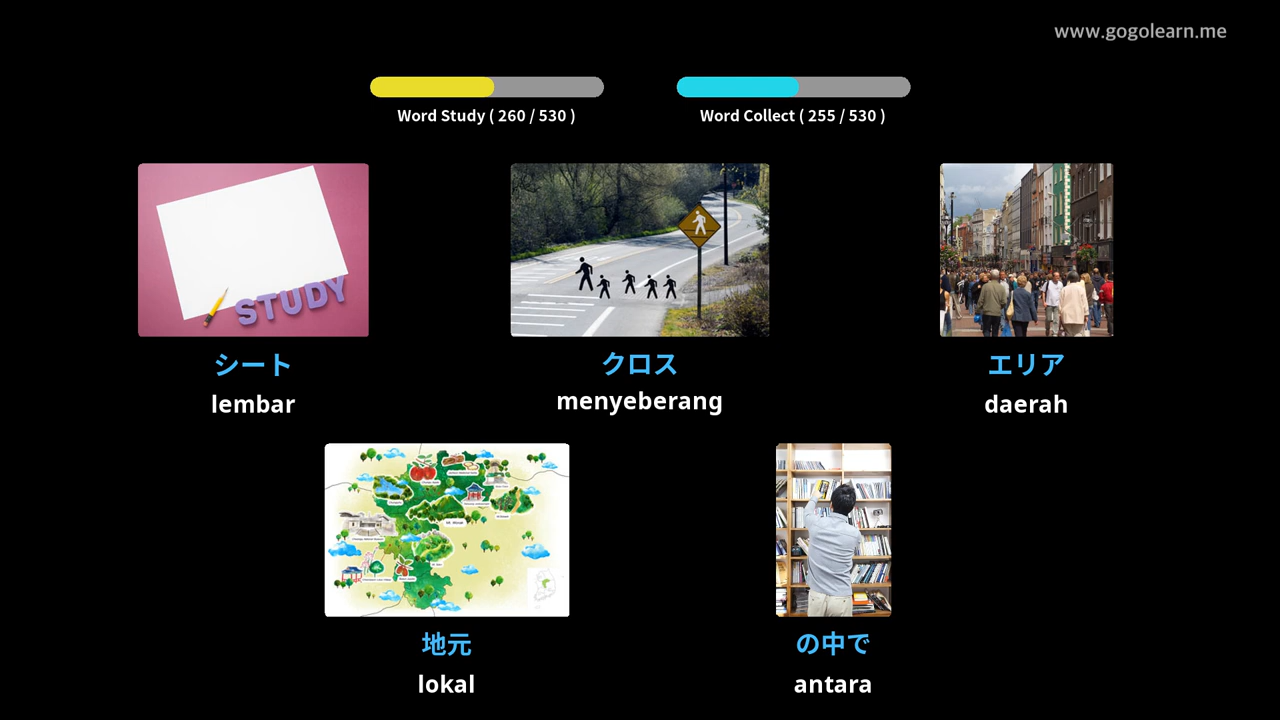 www.gogolearn.me
Word Study ( 260 / 530 )
Word Collect ( 255 / 530 )
STUDY
シート
lembar
クロス
menyeberang
エリア
daerah
地元
lokal
の中で
antara